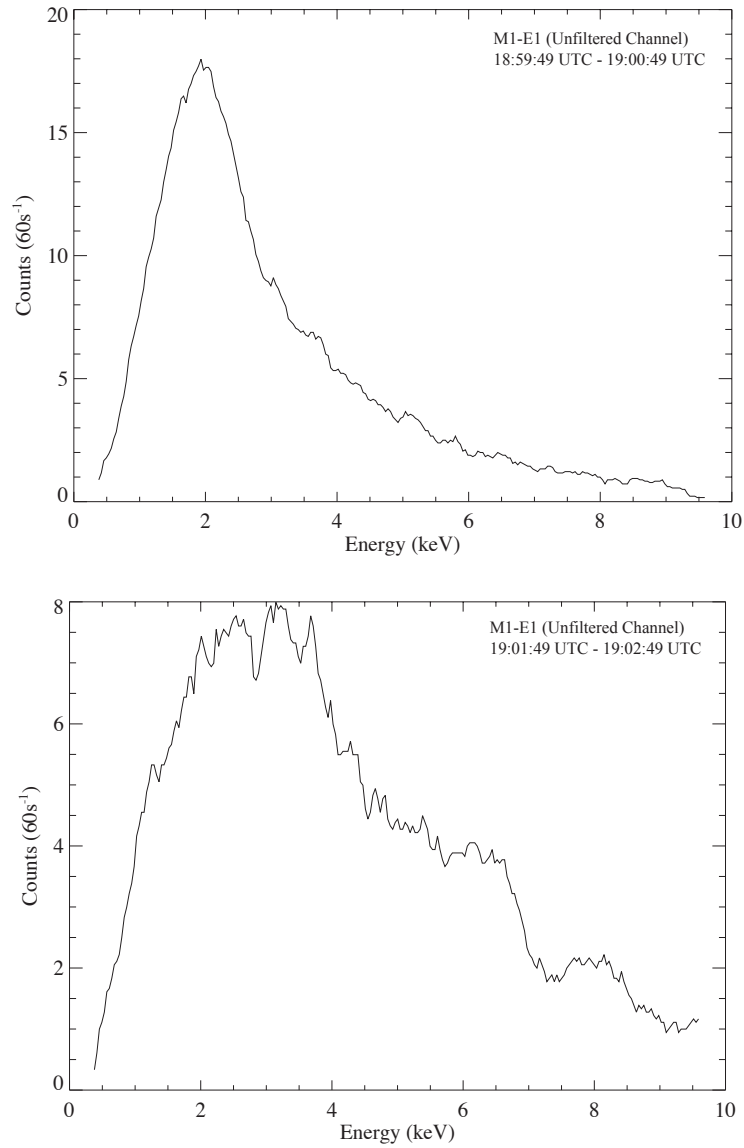 20
15
10
5
0
Counts (60s⁻¹)
M1-E1 (Unfiltered Channel)
18:59:49 UTC - 19:00:49 UTC
0 2 4 6 8 10
Energy (keV)
8
6
4
2
0
Counts (60s⁻¹)
M1-E1 (Unfiltered Channel)
19:01:49 UTC - 19:02:49 UTC
0 2 4 6 8 10
Energy (keV)